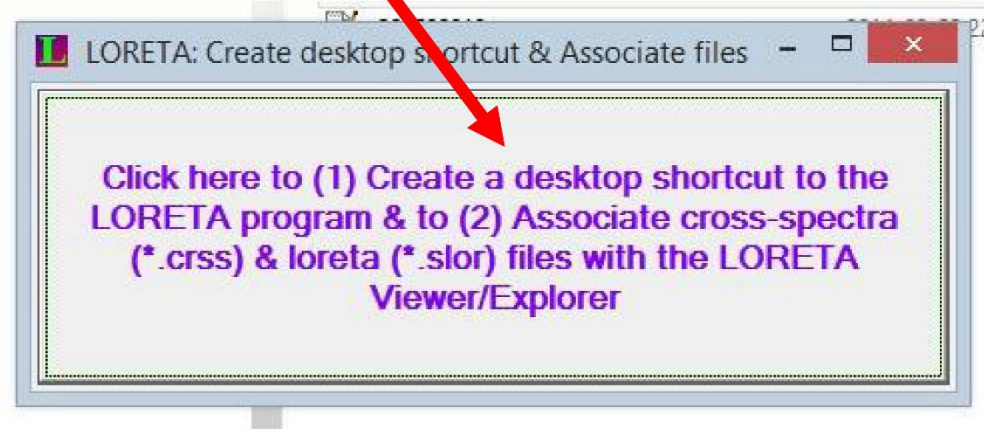 LORETA: Create desktop shortcut & Associate files
Click here to (1) Create a desktop shortcut to the
LORETA program & to (2) Associate cross-spectra
(*.crss) & loreta (*.slor) files with the LORETA
Viewer/Explorer